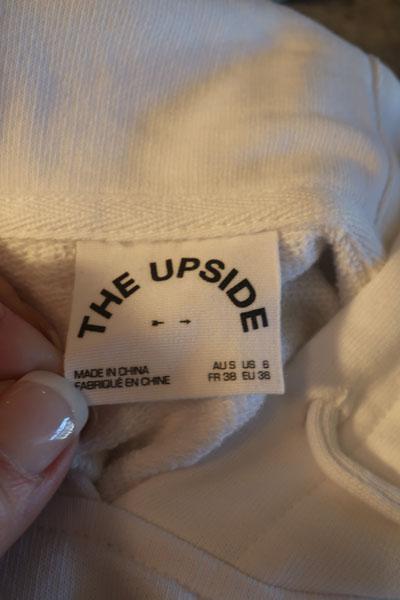 THE UPSIDE
MADE IN CHINA
FABRIQUÉ EN CHINE
AU S US 6
FR 38 EU 38